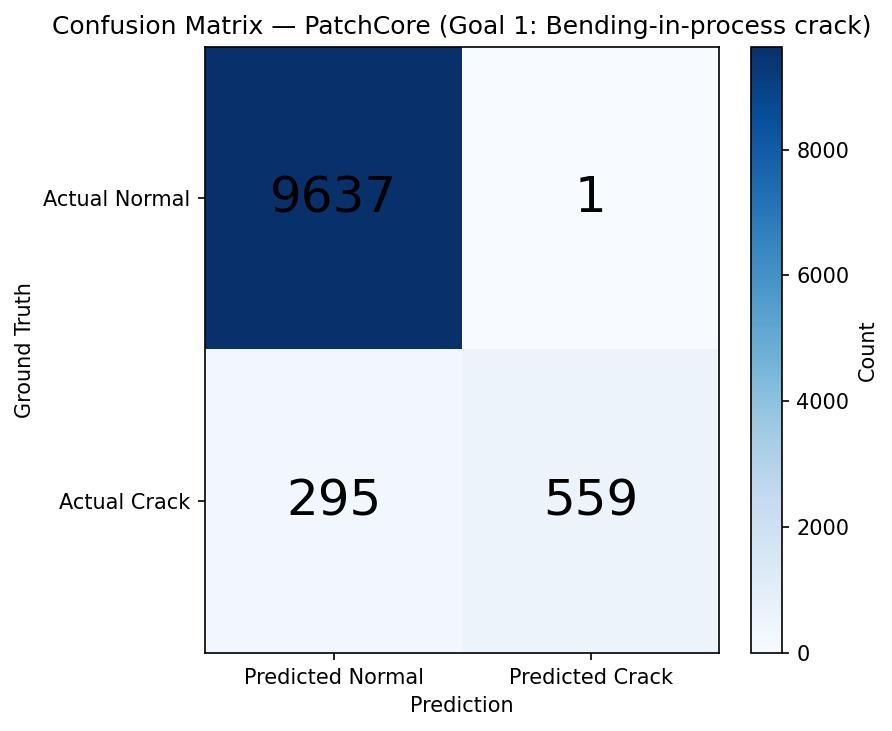 Confusion Matrix — PatchCore (Goal 1: Bending-in-process crack)
Ground Truth
Actual Normal
9637
1
Actual Crack
295
559
Predicted Normal
Predicted Crack
Prediction
8000
6000
4000
2000
0
Count